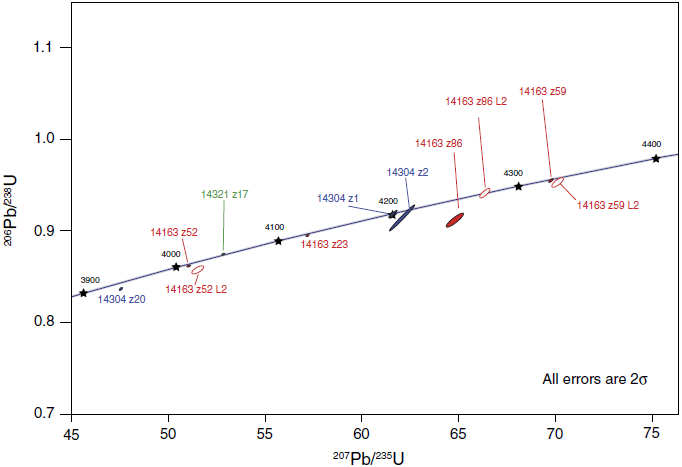 1.1
14163 z59
14163 z86 L2
1.0
14163 z86
4400
14304 z2
4300
14321 z17
14304 z1
4200
14163 z59 L2
206Pb/238U
0.9
14163 z52
4100
14163 z23
4000
3900
14163 z52 L2
14304 z20
0.8
All errors are 2σ
0.7
45 50 55 60 65 70 75
207Pb/235U